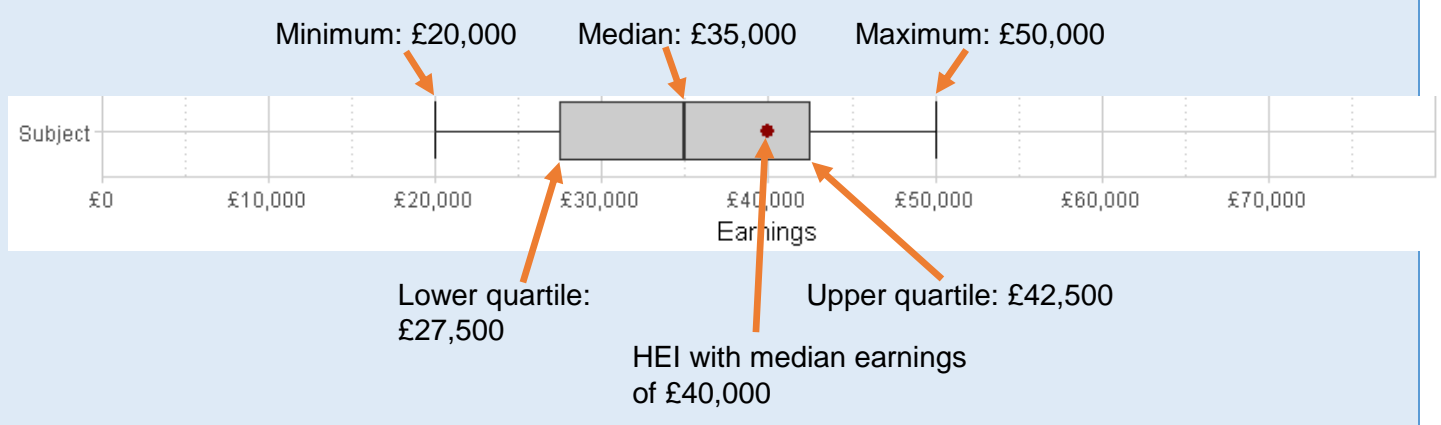 Minimum: £20,000 Median: £35,000 Maximum: £50,000
Subject
£0 £10,000 £20,000 £30,000 £40,000 £50,000 £60,000 £70,000
Earnings
Lower quartile:
£27,500
Upper quartile: £42,500
HEI with median earnings
of £40,000